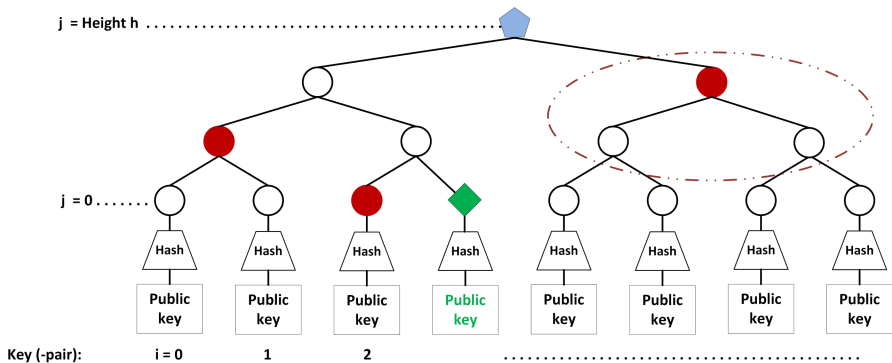 j = Height h
j = 0
Hash Hash Hash Hash Hash Hash Hash Hash
Public Public Public Public Public Public Public Public
key key key key key key key key
Key (-pair): i = 0 1 2